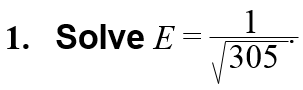 1. Solve E = 1/√305.